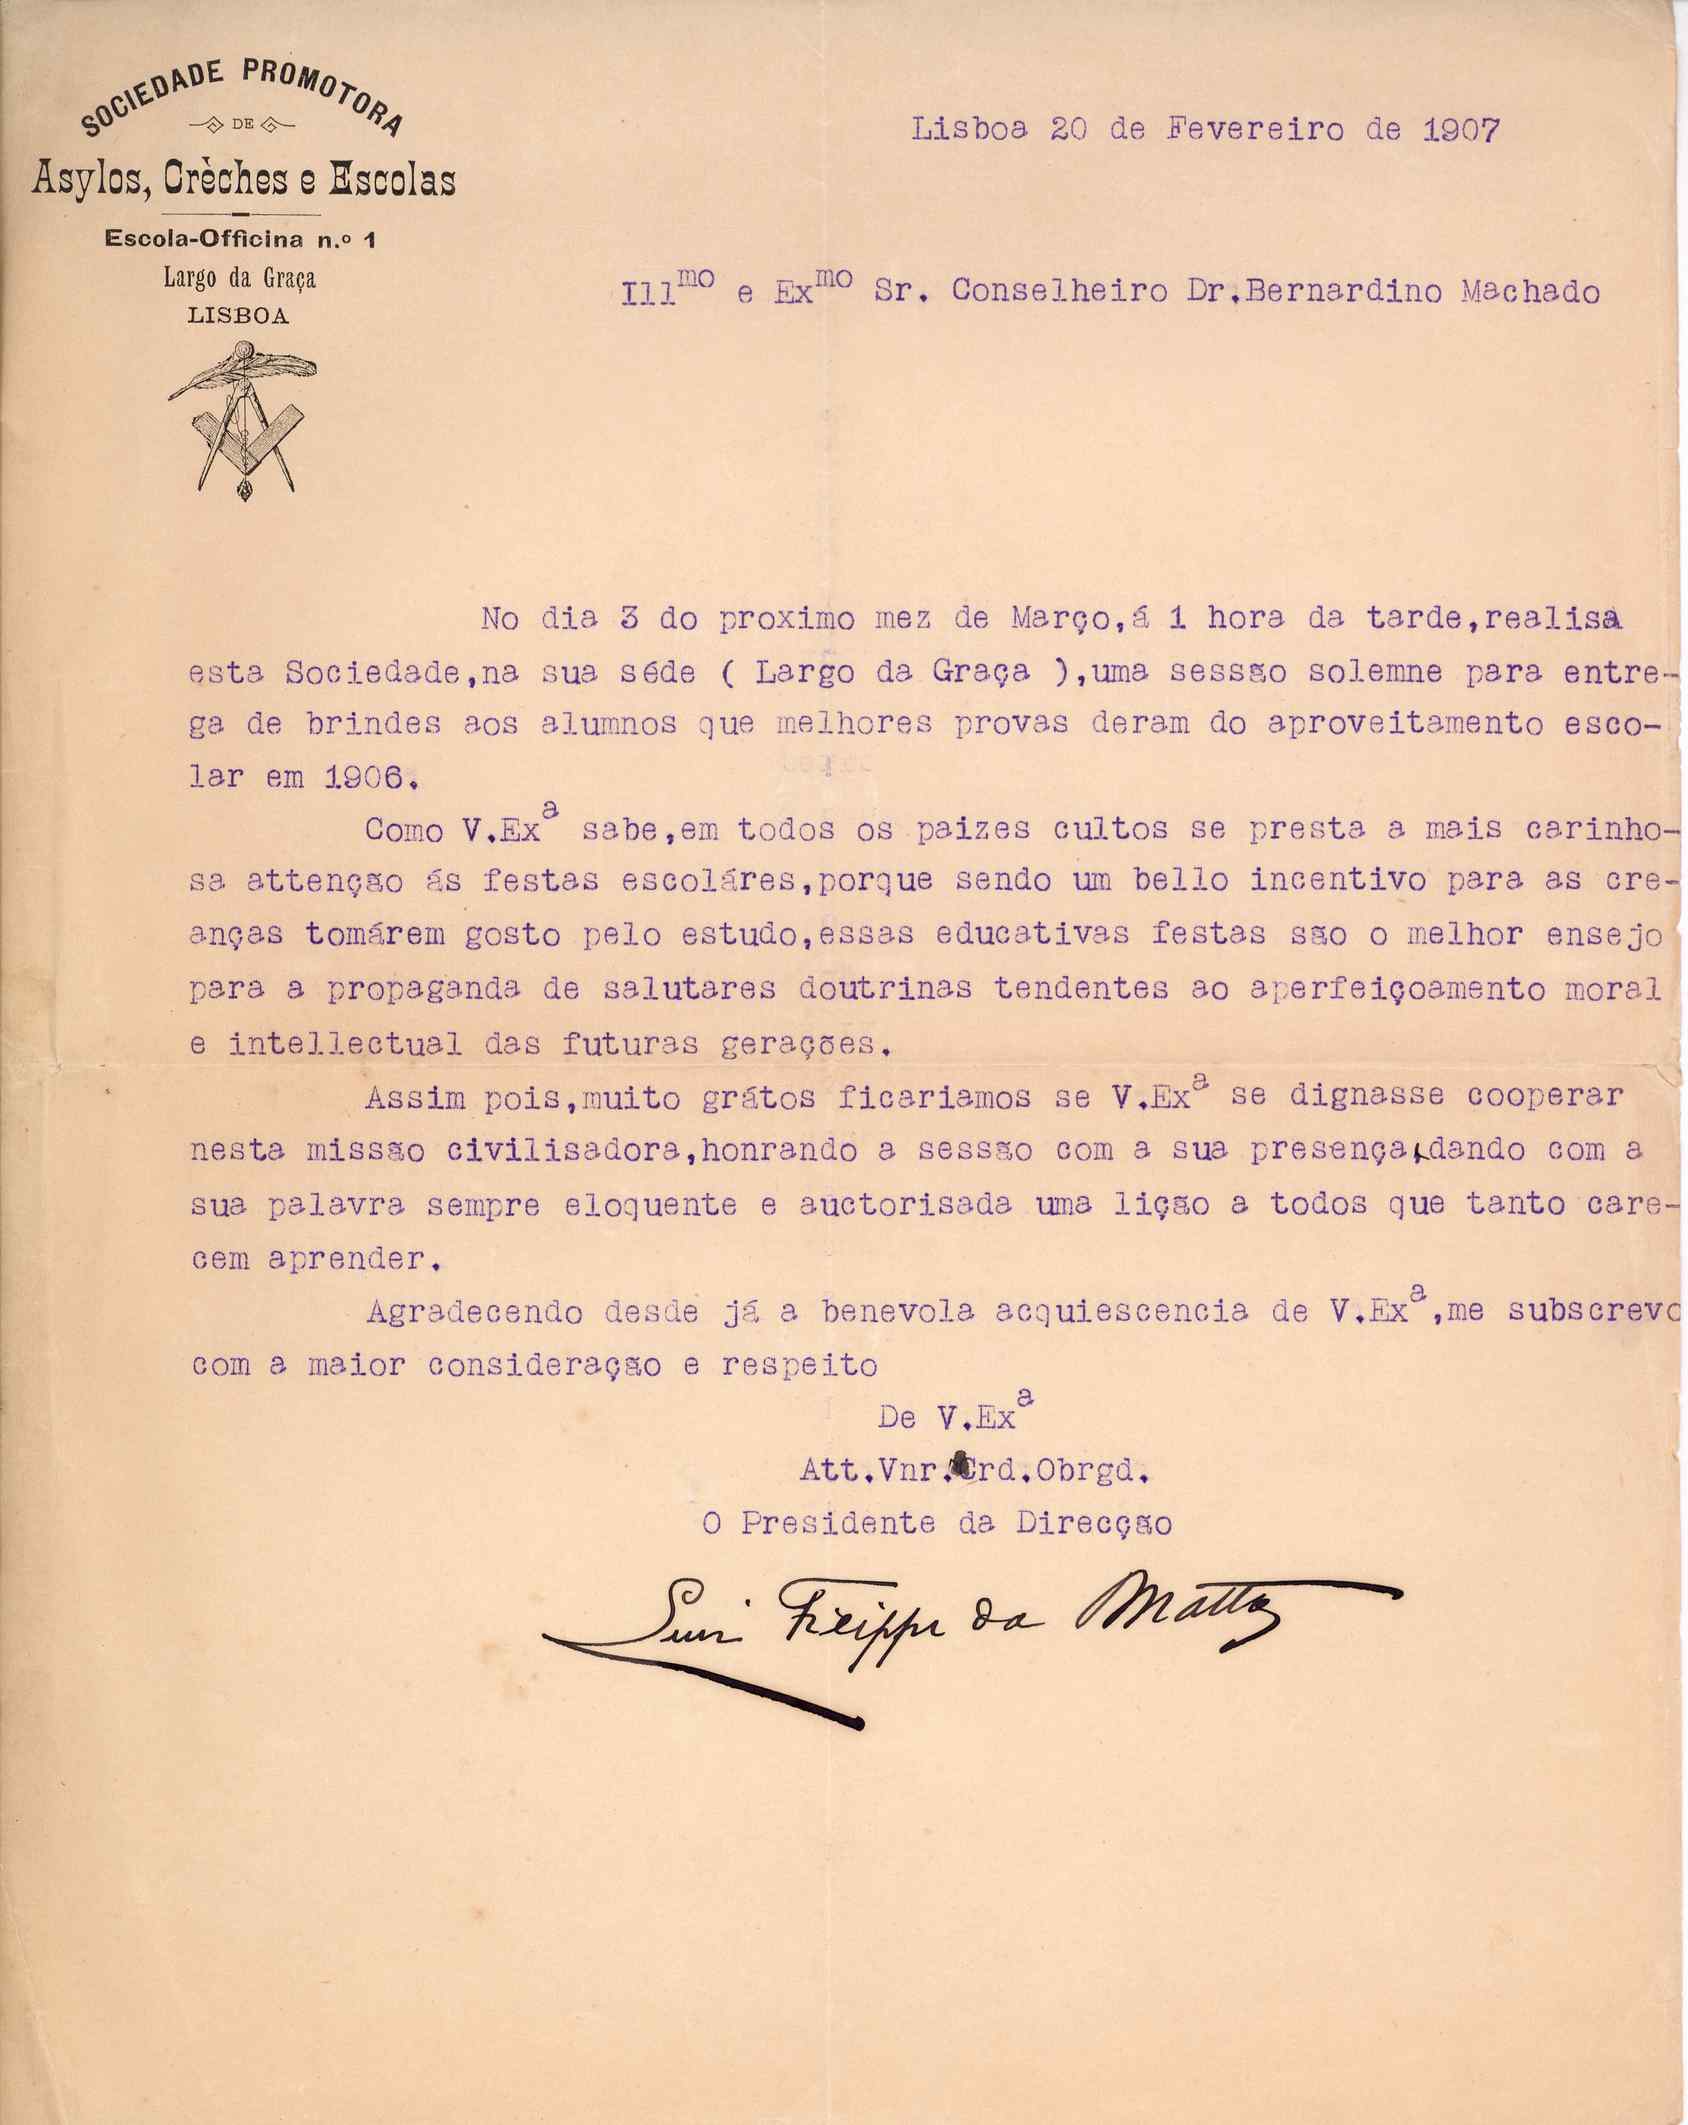 SOCIEDADE PROMOTORA
DE
Asylos, Crèches e Escolas
Escola-Officina n.º 1
Largo da Graça
LISBOA
Lisboa 20 de Fevereiro de 1907
Illmo e Exmo Sr. Conselheiro Dr.Bernardino Machado
No dia 3 do proximo mez de Março,á 1 hora da tarde,realisa
esta Sociedade,na sua séde ( Largo da Graça ),uma sessão solemne para entre-
ga de brindes aos alumnos que melhores provas deram do aproveitamento esco-
lar em 1906.
Como V.Exa sabe,em todos os paizes cultos se presta a mais carinho-
sa attenção ás festas escoláres,porque sendo um bello incentivo para as cre-
anças tomárem gosto pelo estudo,essas educativas festas são o melhor ensejo
para a propaganda de salutares doutrinas tendentes ao aperfeiçoamento moral
e intellectual das futuras gerações.
Assim pois,muito grátos ficariamos se V.Exa se dignasse cooperar
nesta missão civilisadora,honrando a sessão com a sua presença,dando com a
sua palavra sempre eloquente e auctorisada uma lição a todos que tanto care-
cem aprender.
Agradecendo desde já a benevola acquiescencia de V.Exa,me subscrevo
com a maior consideração e respeito
De V.Exa
Att.Vnr.Crd.Obrgd.
O Presidente da Direcção
Luis Filippe da Matta